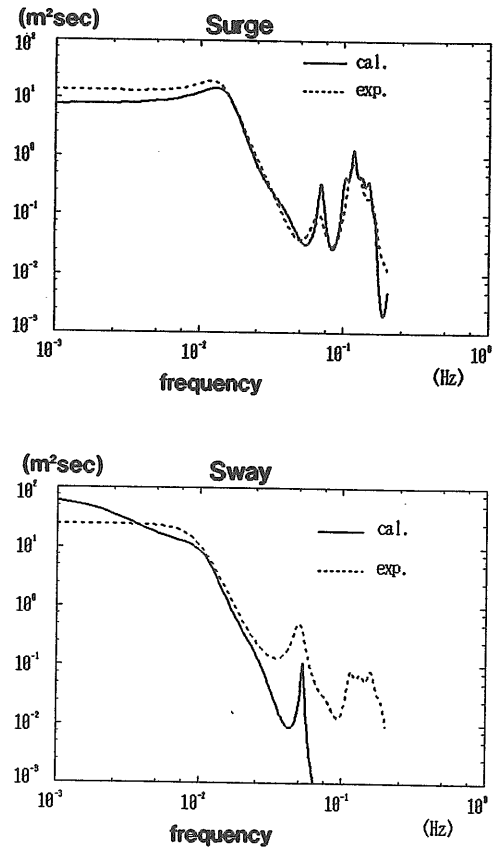 (m²sec)
Surge
10²
10¹
10⁰
10⁻¹
10⁻²
10⁻³
cal.
exp.
10⁻³
10⁻²
10⁻¹
10⁰
frequency
(Hz)
(m²sec)
Sway
10²
10¹
10⁰
10⁻¹
10⁻²
10⁻³
cal.
exp.
10⁻³
10⁻²
10⁻¹
10⁰
frequency
(Hz)